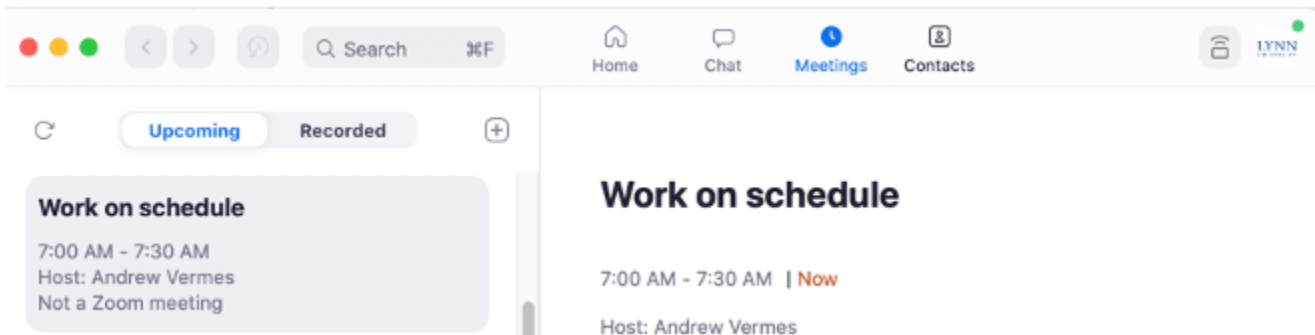 Search ⌘F
Home
Chat
Meetings
Contacts
LYNN
Upcoming
Recorded
Work on schedule
7:00 AM - 7:30 AM
Host: Andrew Vermes
Not a Zoom meeting
Work on schedule
7:00 AM - 7:30 AM | Now
Host: Andrew Vermes